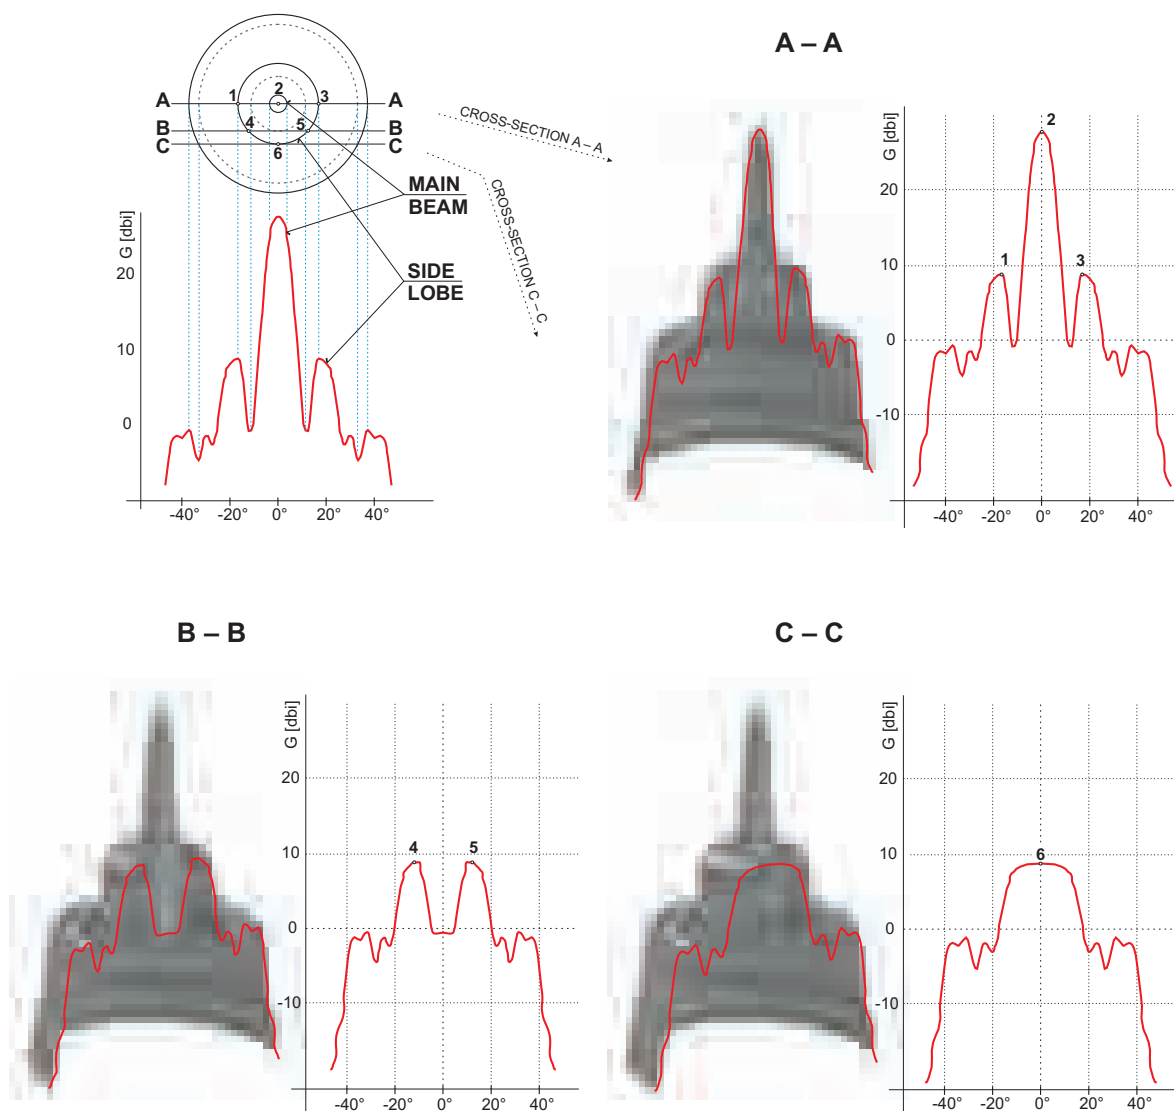 A – A
1 2 3
A A
4 5
B B
C C
6
CROSS-SECTION A – A
CROSS-SECTION C – C
MAIN
BEAM
SIDE
LOBE
G [dbi]
20
10
0
-40° -20° 0° 20° 40°
G [dbi]
2
20
1 3
10
0
-10
-40° -20° 0° 20° 40°
B – B
G [dbi]
20
4 5
10
0
-10
-40° -20° 0° 20° 40°
C – C
G [dbi]
20
6
10
0
-10
-40° -20° 0° 20° 40°